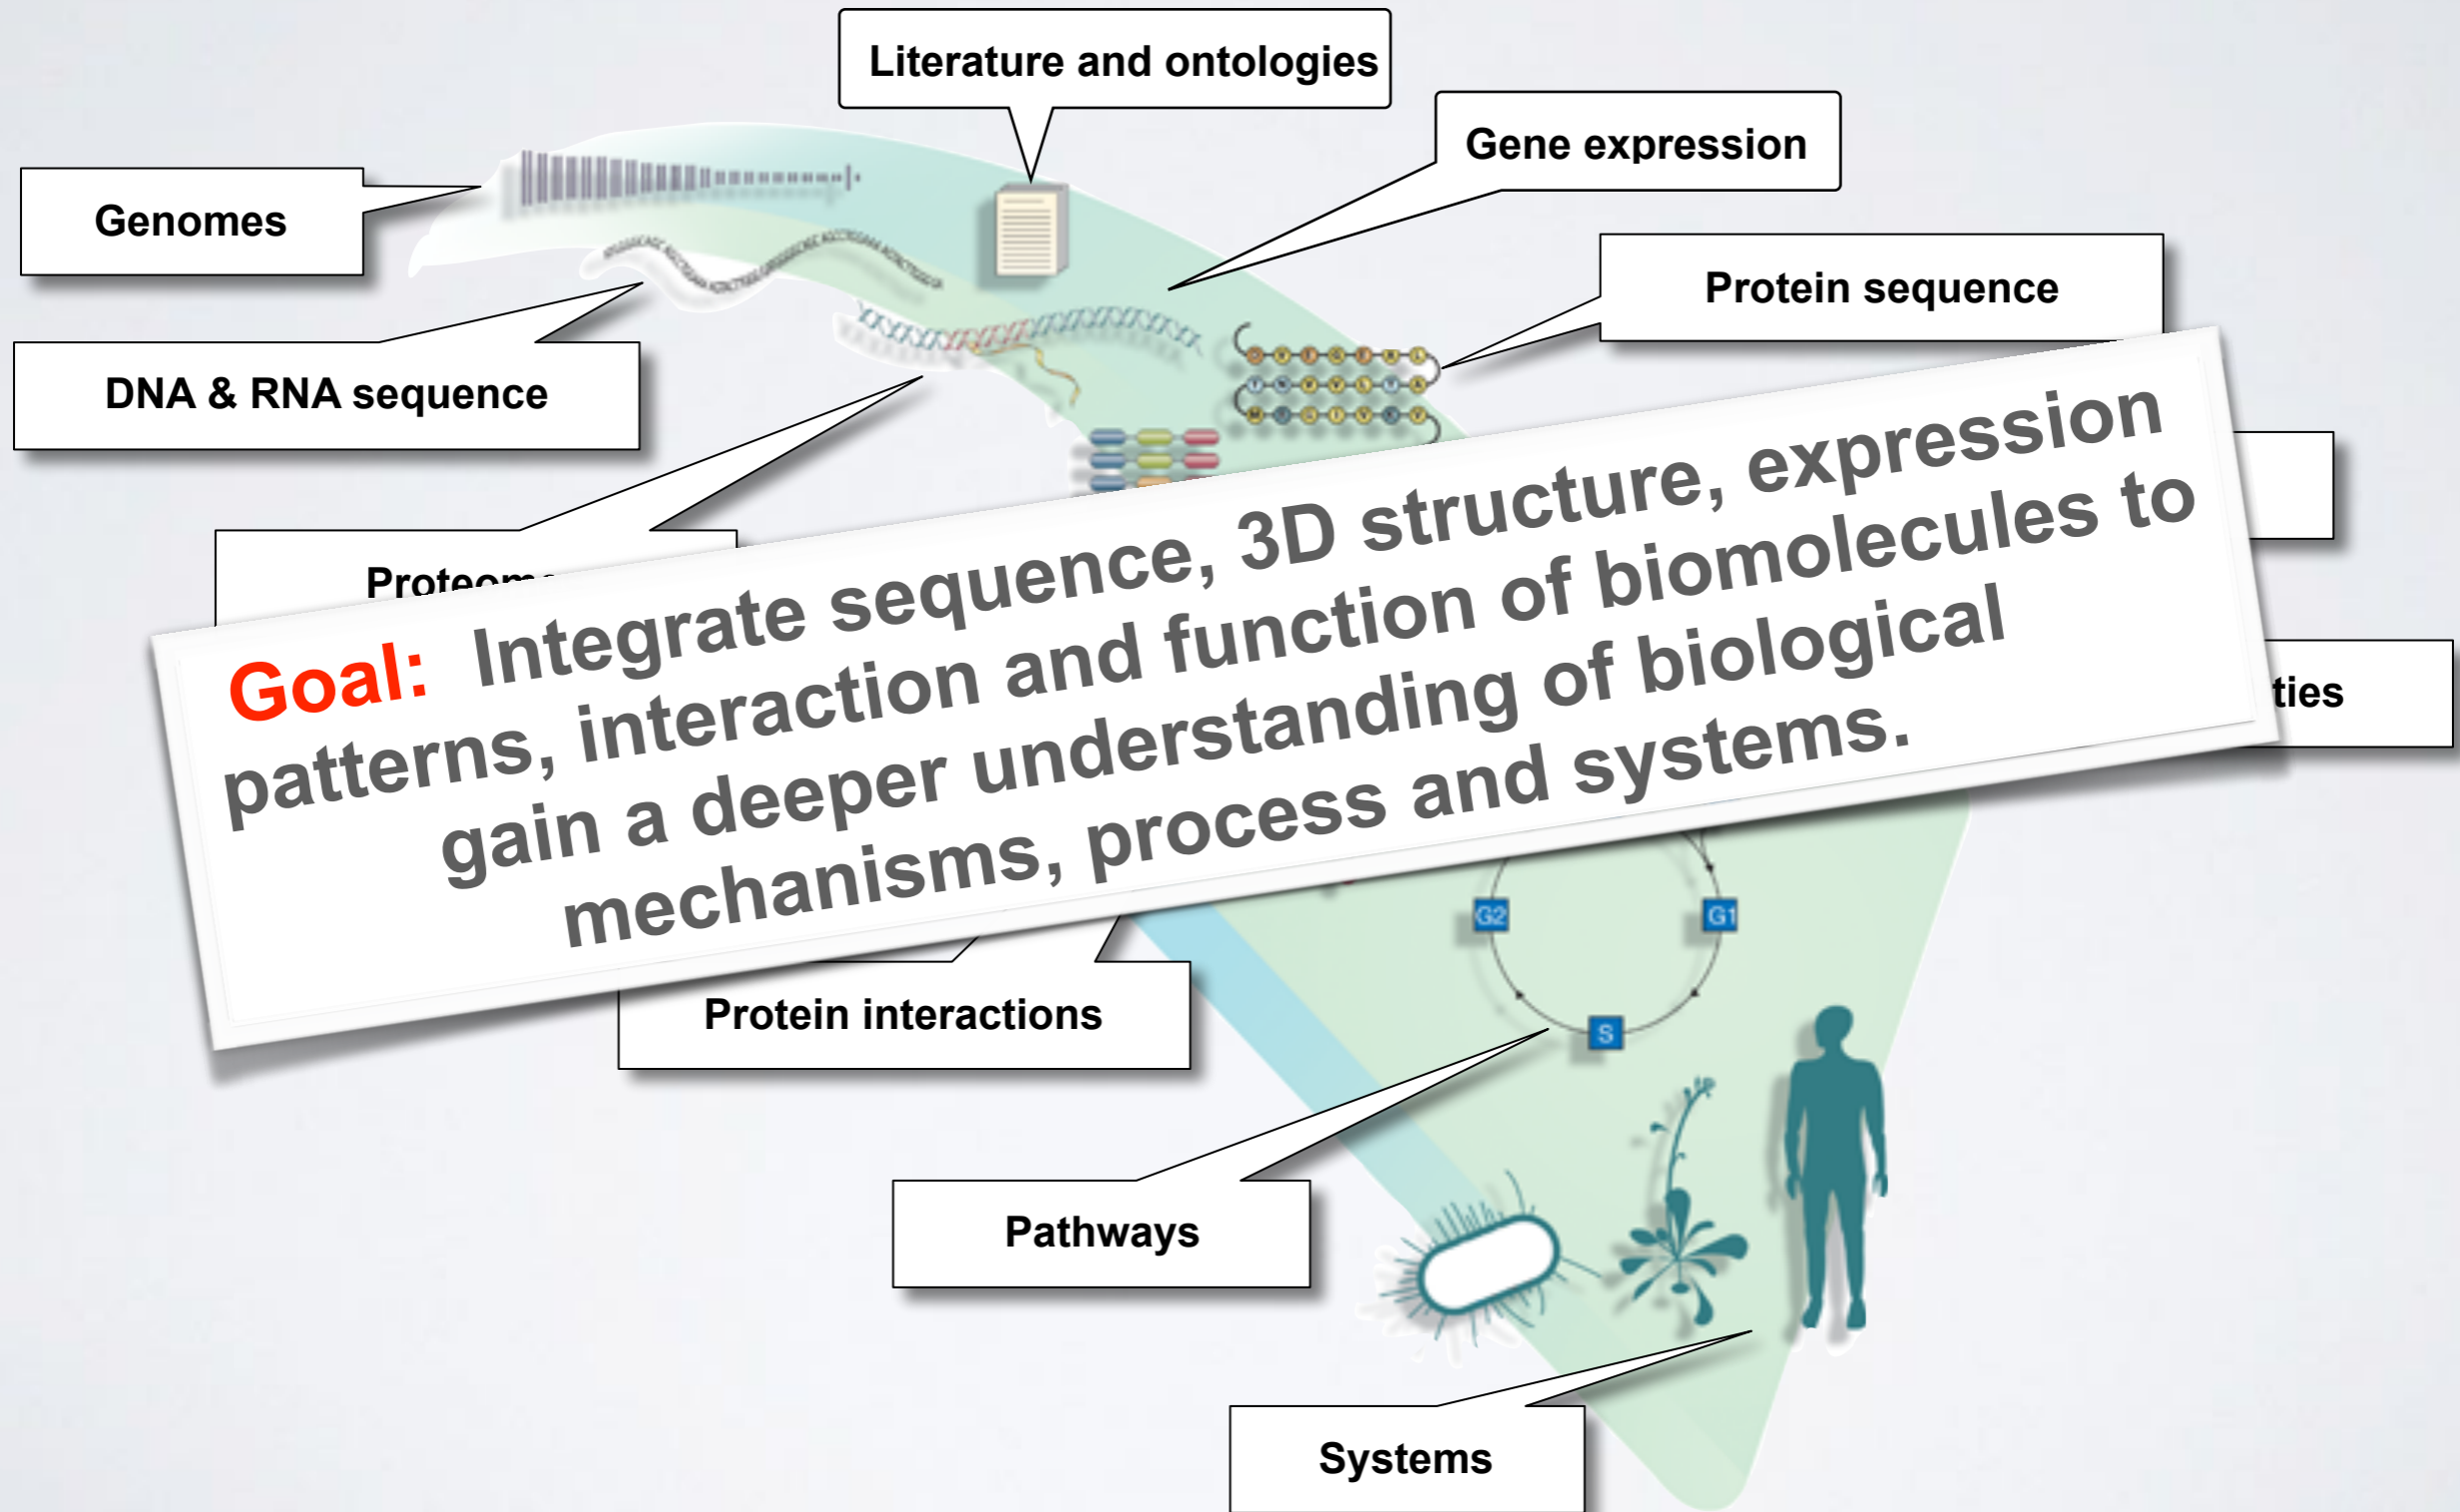 Literature and ontologies
Gene expression
Genomes
Protein sequence
DNA & RNA sequence
Goal: Integrate sequence, 3D structure, expression
patterns, interaction and function of biomolecules to
gain a deeper understanding of biological
mechanisms, process and systems.
ties
G2
G1
Protein interactions
S
Pathways
Systems